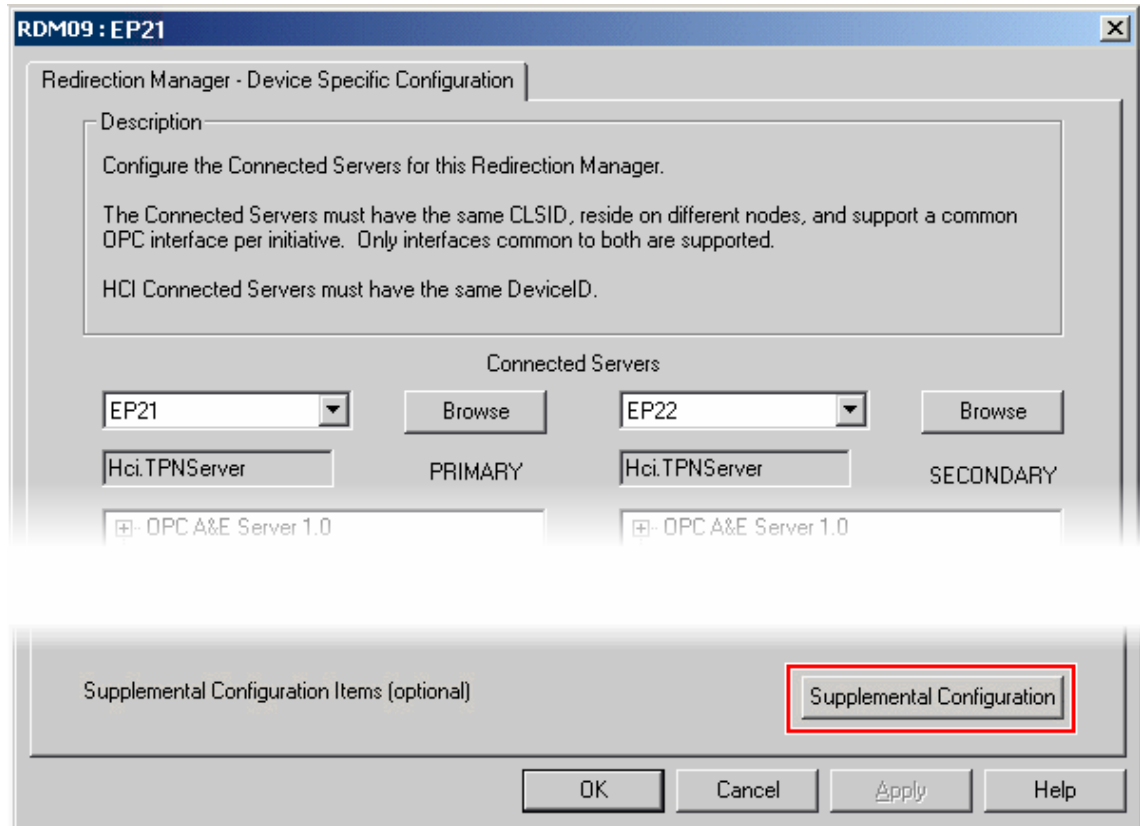 RDM09 : EP21
Redirection Manager - Device Specific Configuration
Description
Configure the Connected Servers for this Redirection Manager.
The Connected Servers must have the same CLSID, reside on different nodes, and support a common
OPC interface per initiative.  Only interfaces common to both are supported.
HCI Connected Servers must have the same DeviceID.
Connected Servers
EP21 Browse EP22 Browse
Hci.TPNServer PRIMARY Hci.TPNServer SECONDARY
OPC A&E Server 1.0 OPC A&E Server 1.0
Supplemental Configuration Items (optional) Supplemental Configuration
OK Cancel Apply Help